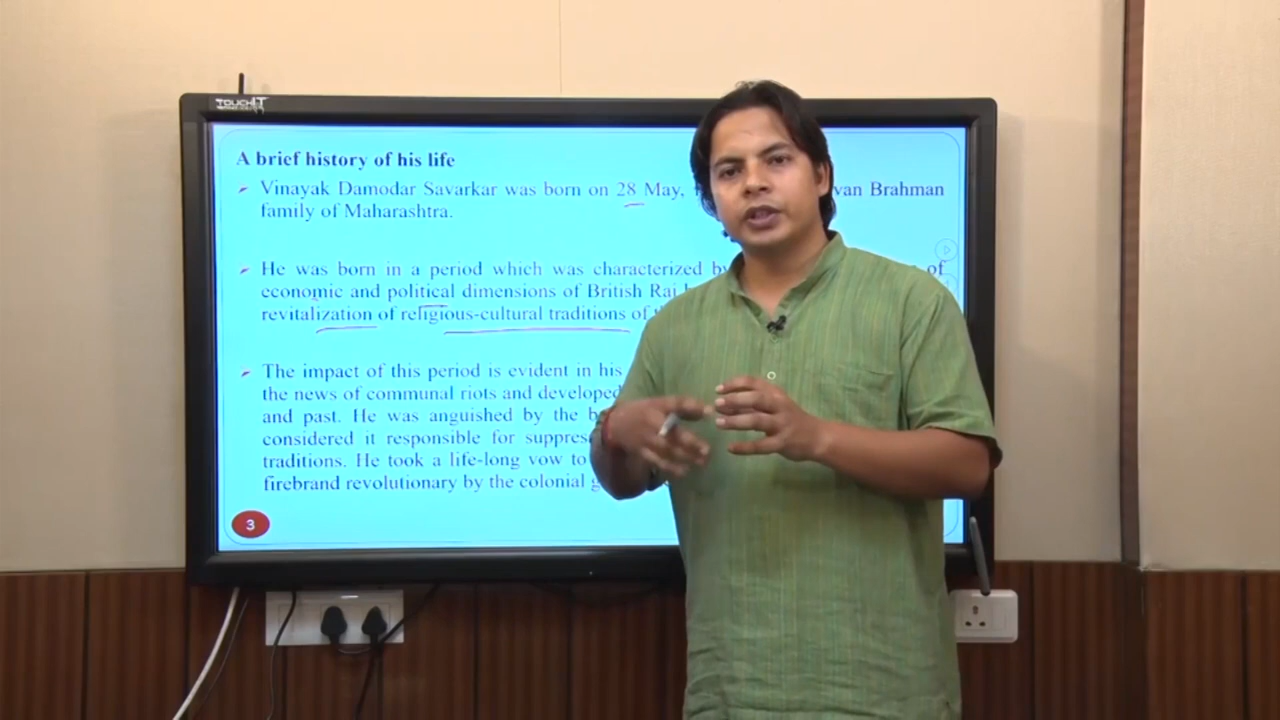 TOUCHIT
A brief history of his life
Vinayak Damodar Savarkar was born on 28 May, van Brahman
family of Maharashtra.
He was born in a period which was characterized by of
economic and political dimensions of British Raj
revitalization of religious-cultural traditions of
The impact of this period is evident in his
the news of communal riots and developed
and past. He was anguished by the
considered it responsible for
traditions. He took a life-long vow to
firebrand revolutionary by the colonial
3